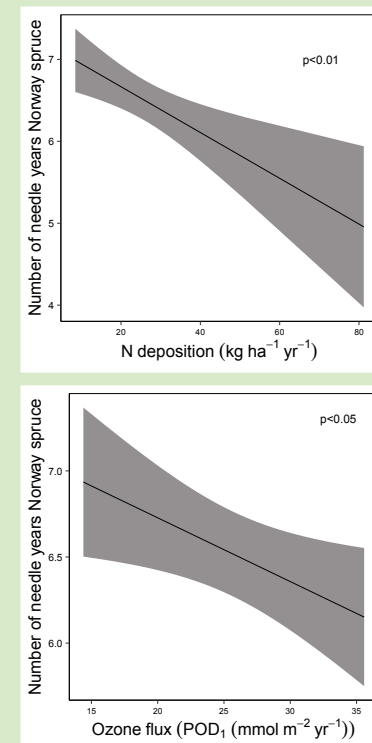 Number of needle years Norway spruce
7
6
5
4
p<0.01
20 40 60 80
N deposition (kg ha⁻¹ yr⁻¹)
Number of needle years Norway spruce
7.0
6.5
6.0
p<0.05
15 20 25 30 35
Ozone flux (POD₁ (mmol m⁻² yr⁻¹))